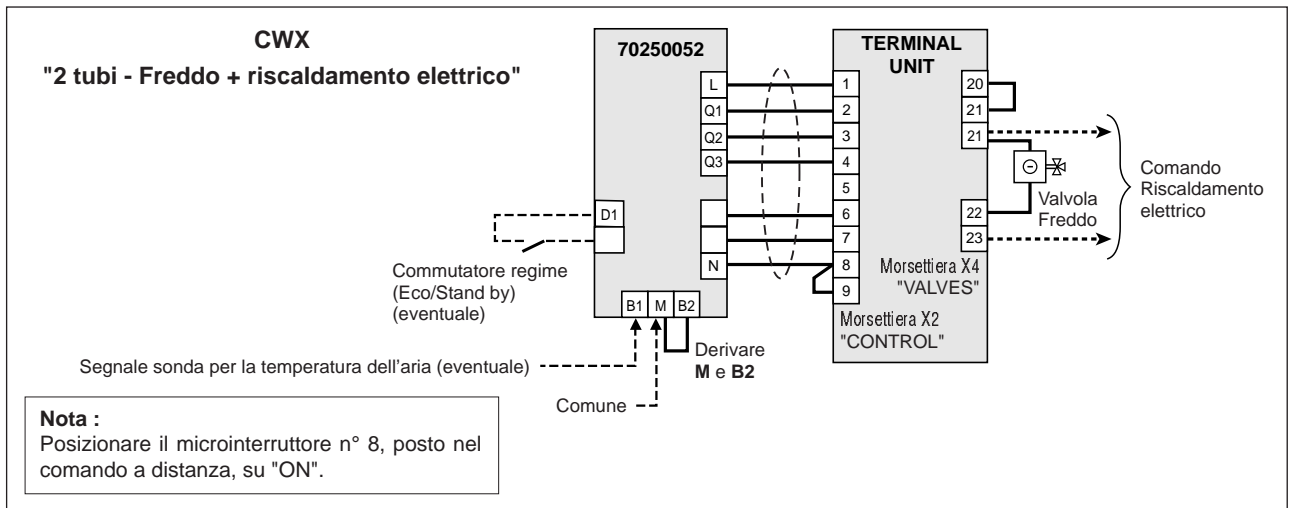 CWX
"2 tubi - Freddo + riscaldamento elettrico"
70250052
L
Q1
Q2
Q3
N
D1
B1 M B2
TERMINAL
UNIT
1
2
3
4
5
6
7
8
9
20
21
21
22
23
Valvola
Freddo
Comando
Riscaldamento
elettrico
Morsettiera X4
"VALVES"
Morsettiera X2
"CONTROL"
Commutatore regime
(Eco/Stand by)
(eventuale)
Derivare
M e B2
Segnale sonda per la temperatura dell'aria (eventuale)
Comune
Nota :
Posizionare il microinterruttore n° 8, posto nel
comando a distanza, su "ON".